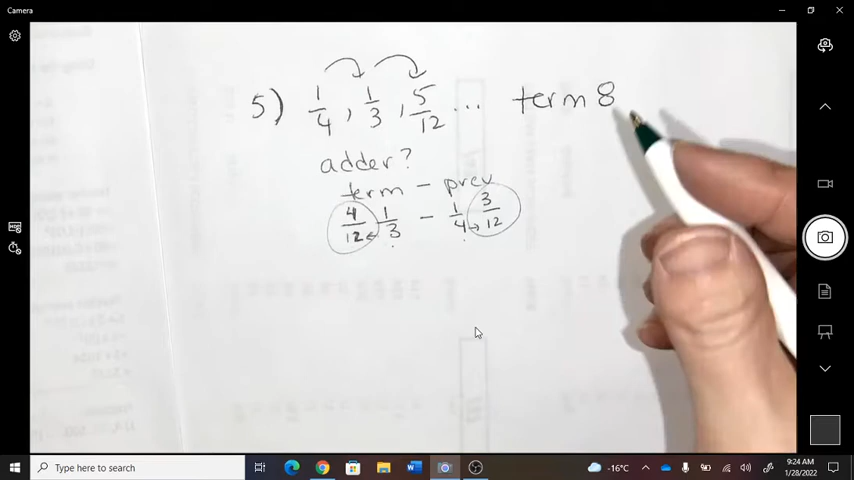 Camera
5) 1/4, 1/3, 5/12 ... term 8
adder?
term - prev
4/12 ← 1/3 - 1/4 → 3/12
Type here to search
-16°C
9:24 AM
1/28/2022